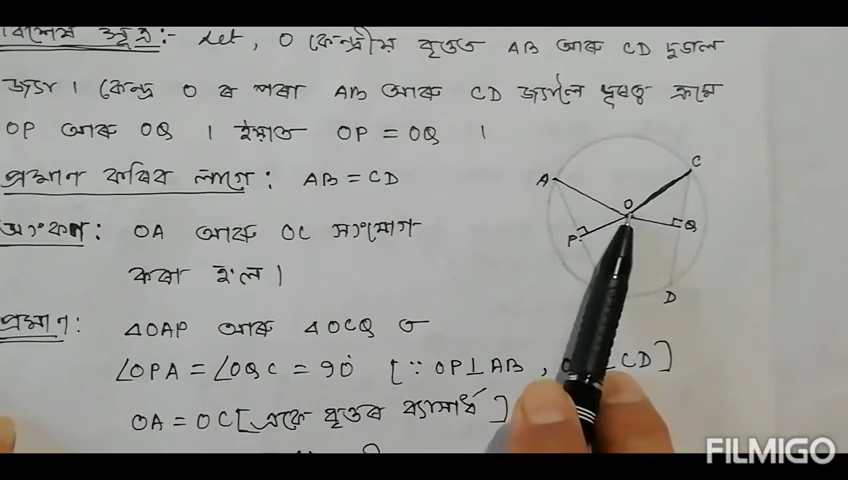 বিশেষ সূত্ৰ :- Let, O কেন্দ্ৰীয় বৃত্তত AB আৰু CD দুডাল
জ্যা । কেন্দ্ৰ O ৰ পৰা AB আৰু CD জ্যালৈ দূৰত্ব ক্ৰমে
OP আৰু OQ । ইয়াত OP = OQ ।
প্ৰমাণ কৰিব লাগে : AB = CD
অংকণ : OA আৰু OC সংযোগ
কৰা হ'ল ।
প্ৰমাণ :
ΔOAP আৰু ΔOCQ ত
∠OPA = ∠OQC = 90° [∵ OP⊥AB , CD]
OA = OC [একে বৃত্তৰ ব্যাসাৰ্ধ ]
A
C
O
P
Q
D
FILMIGO